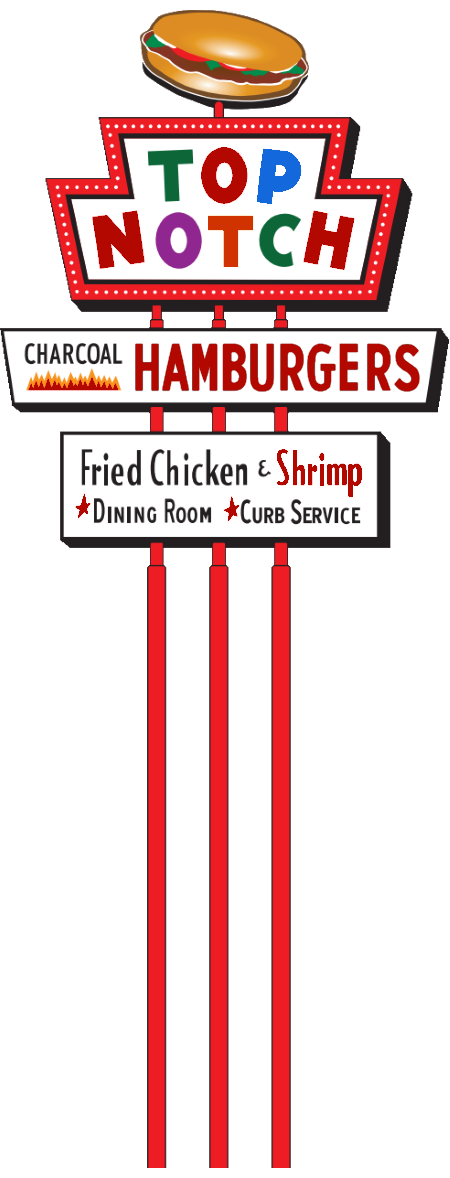 TOP
NOTCH
CHARCOAL HAMBURGERS
Fried Chicken & Shrimp
DINING ROOM CURB SERVICE